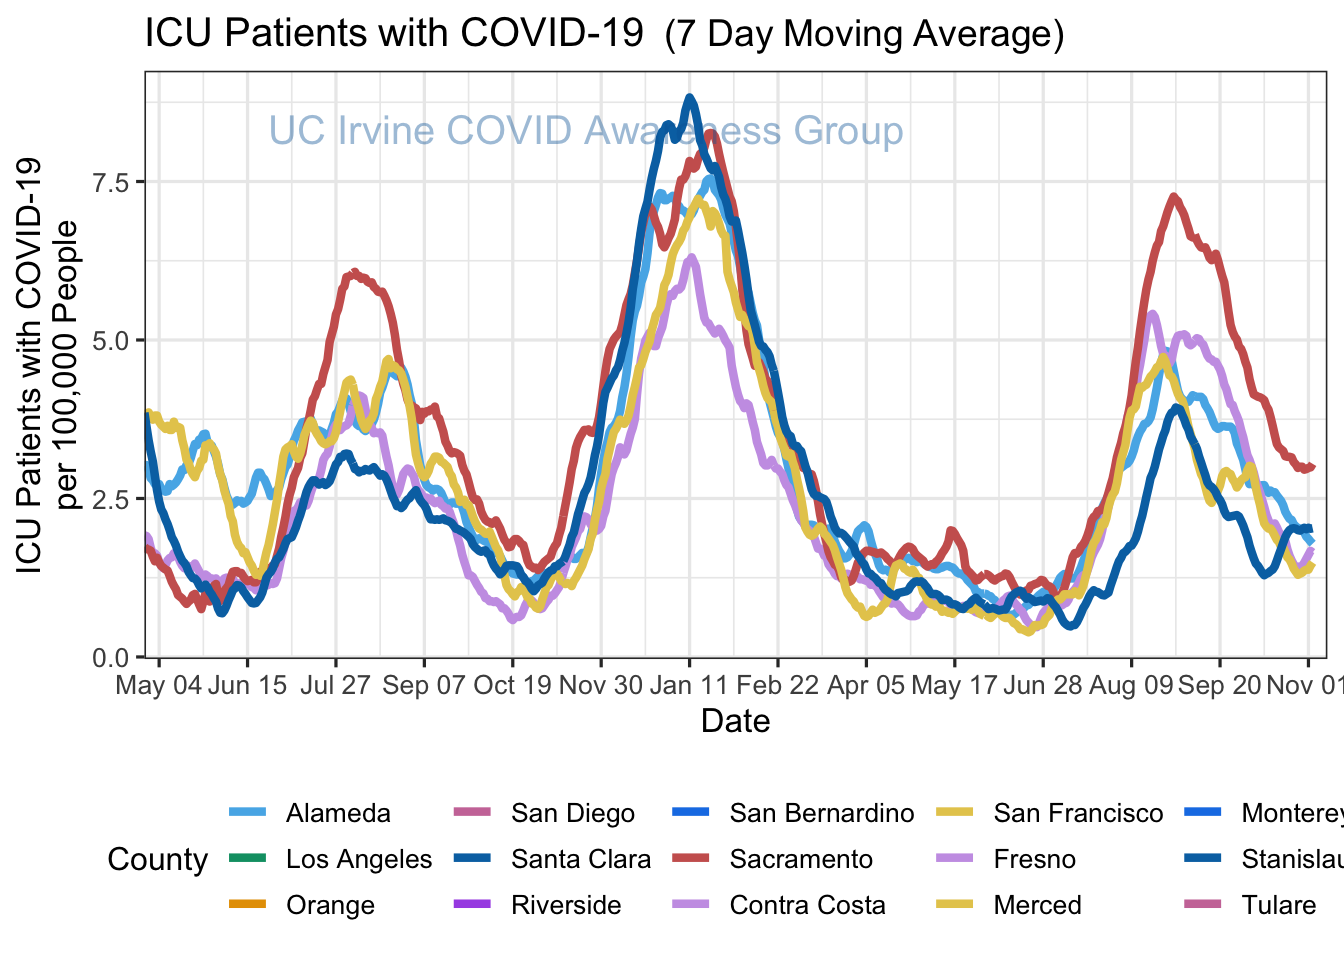 ICU Patients with COVID-19 (7 Day Moving Average)
UC Irvine COVID Awareness Group
ICU Patients with COVID-19
per 100,000 People
7.5
5.0
2.5
0.0
May 04 Jun 15 Jul 27 Sep 07 Oct 19 Nov 30 Jan 11 Feb 22 Apr 05 May 17 Jun 28 Aug 09 Sep 20 Nov 01
Date
County
Alameda San Diego San Bernardino San Francisco Monterey
Los Angeles Santa Clara Sacramento Fresno Stanislau
Orange Riverside Contra Costa Merced Tulare